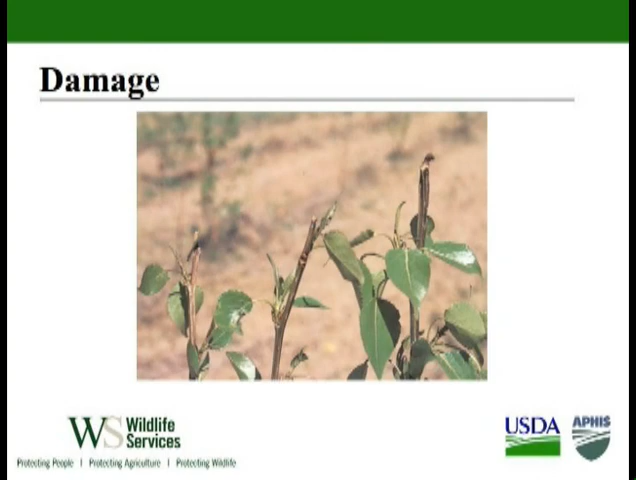 Damage
WS Wildlife
Services
Protecting People | Protecting Agriculture | Protecting Wildlife
USDA
APHIS